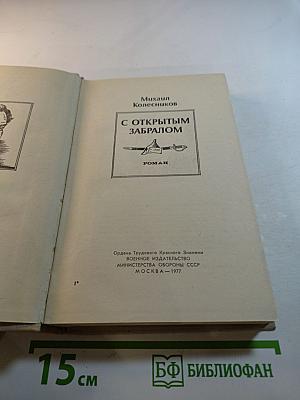 Михаил
Колесников
С ОТКРЫТЫМ
ЗАБРАЛОМ
РОМАН
Ордена Трудового Красного Знамени
ВОЕННОЕ ИЗДАТЕЛЬСТВО
МИНИСТЕРСТВА ОБОРОНЫ СССР
МОСКВА — 1977
1*
15 см
БФ БИБЛИОФАН